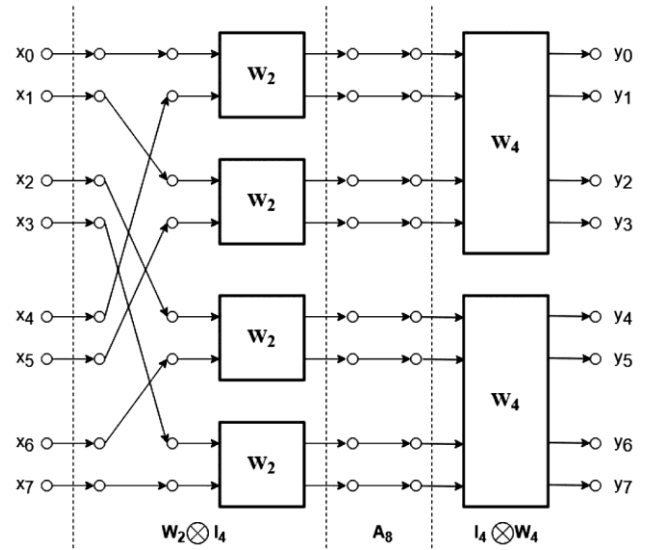 x0 W2 y0
x1 y1
W4
x2 W2 y2
x3 y3
x4 W2 y4
x5 y5
W4
x6 W2 y6
x7 y7
W2⊗I4 A8 I4⊗W4